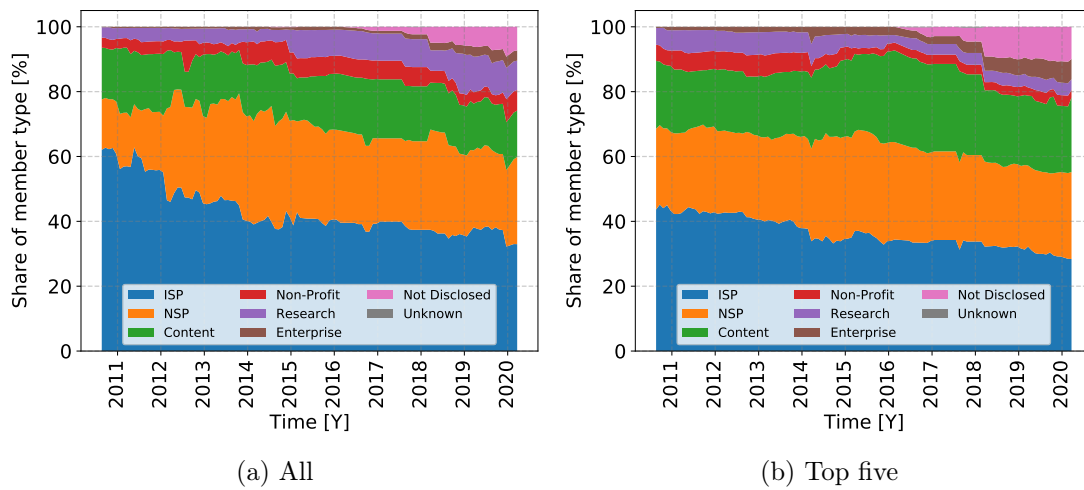 100
80
60
40
20
0
Share of member type [%]
ISP
NSP
Content
Non-Profit
Research
Enterprise
Not Disclosed
Unknown
2011
2012
2013
2014
2015
2016
2017
2018
2019
2020
Time [Y]
(a) All
100
80
60
40
20
0
Share of member type [%]
ISP
NSP
Content
Non-Profit
Research
Enterprise
Not Disclosed
Unknown
2011
2012
2013
2014
2015
2016
2017
2018
2019
2020
Time [Y]
(b) Top five